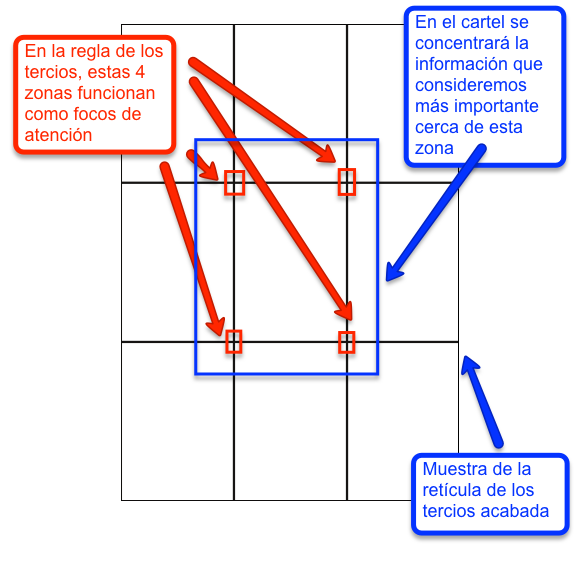 En la regla de los
tercios, estas 4
zonas funcionan
como focos de
atención
En el cartel se
concentrará la
información que
consideremos
más importante
cerca de esta
zona
Muestra de la
retícula de los
tercios acabada